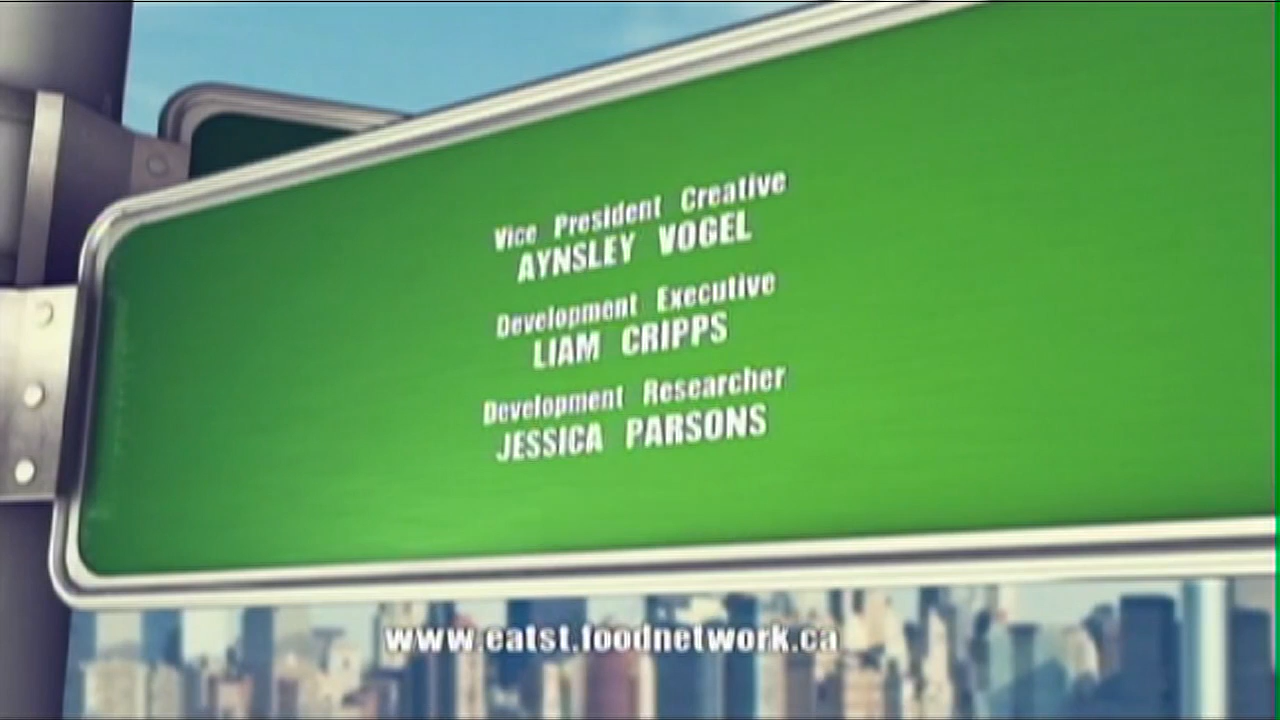 Vice President Creative
AYNSLEY VOGEL
Development Executive
LIAM CRIPPS
Development Researcher
JESSICA PARSONS
www.eatst.foodnetwork.ca